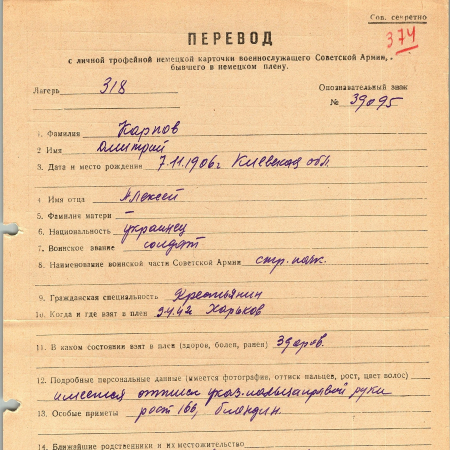 Сов. секретно
374
ПЕРЕВОД
с личной трофейной немецкой карточки военнослужащего Советской Армии,
бывшего в немецком плену.
Лагерь 318
Опознавательный знак
№ 39095
1. Фамилия Карпов
2 Имя Дмитрий
3. Дата и место рождения 7.11.1906г Киевская обл.
4. Имя отца Алексей
5. Фамилия матери —
6. Национальность украинец
7. Воинское звание солдат
8. Наименование воинской части Советской Армии стр. полк.
9. Гражданская специальность Крестьянин
10. Когда и где взят в плен Харьков
11. В каком состоянии взят в плен (здоров, болен, ранен) Здоров.
12. Подробные персональные данные (имеется фотография, оттиск пальцев, рост, цвет волос)
имеется оттиск указ. пальца правой руки
13. Особые приметы рост 166, блондин.
14. Ближайшие родственники и их местожительство